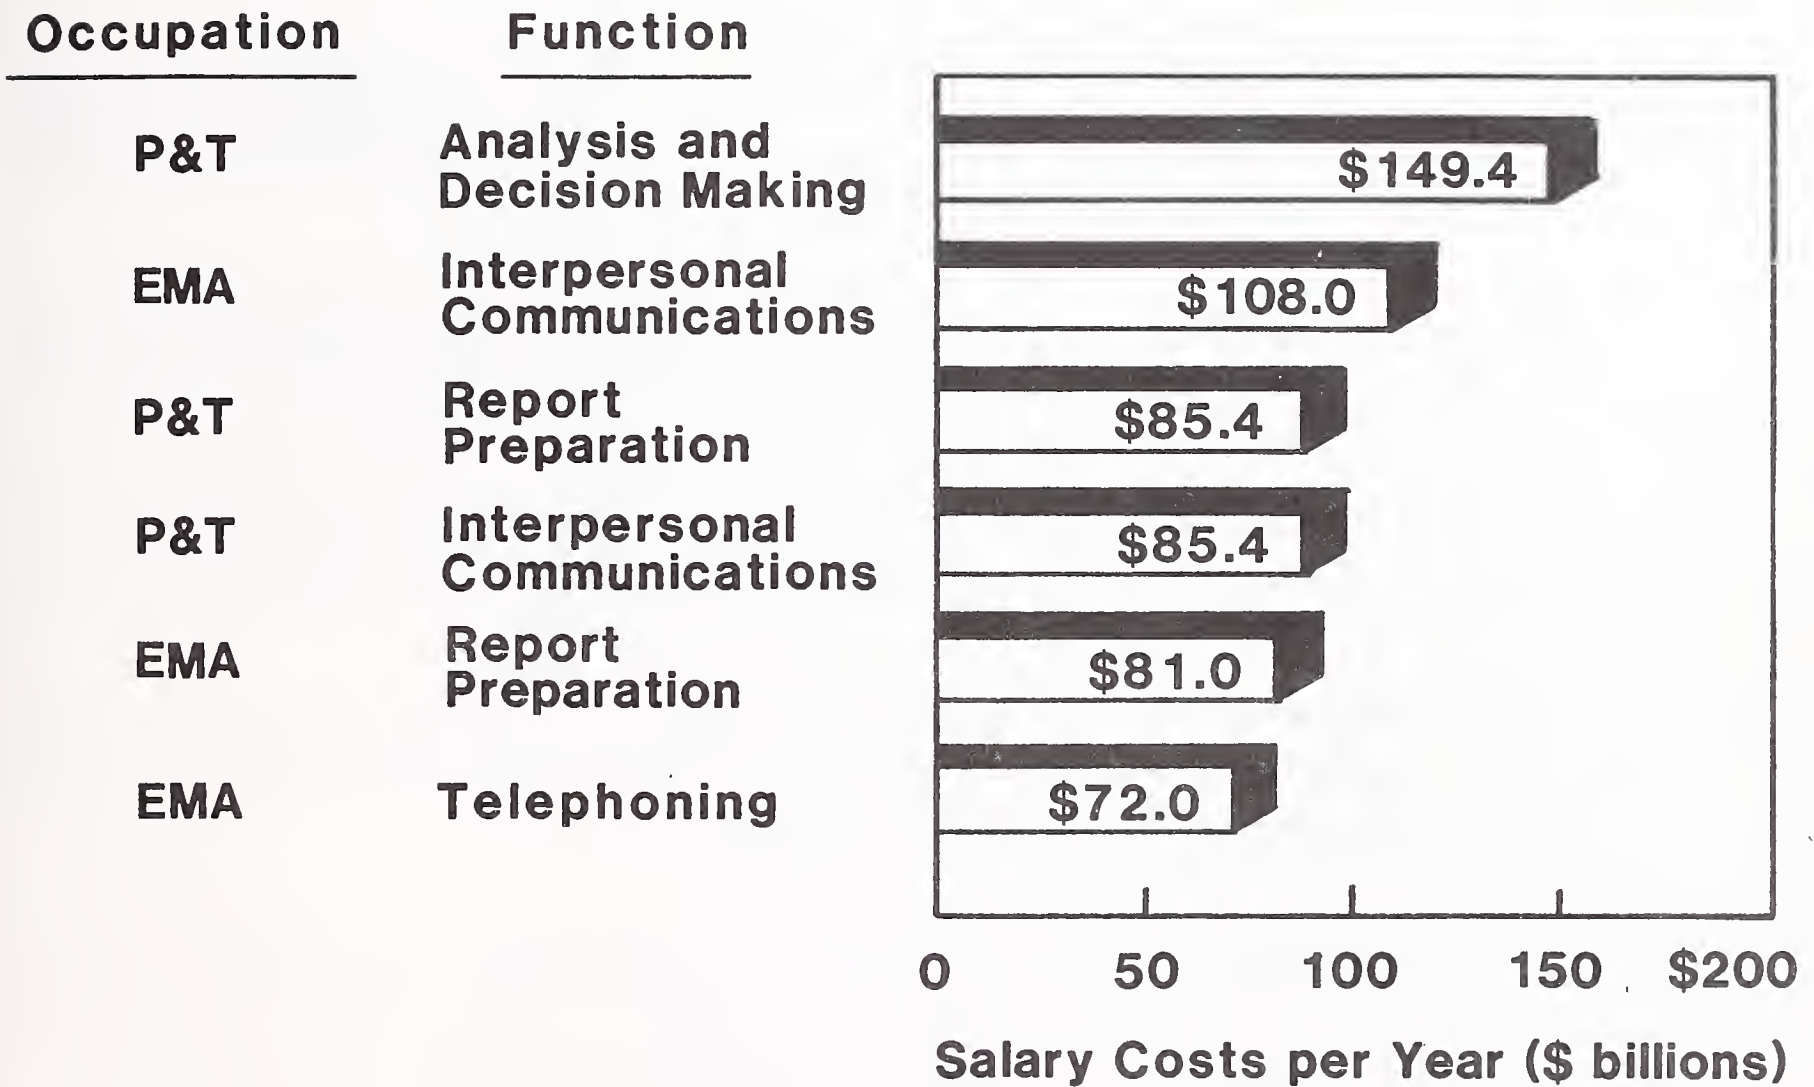 Occupation Function
P&T Analysis and
Decision Making $149.4
EMA Interpersonal
Communications $108.0
P&T Report
Preparation $85.4
P&T Interpersonal
Communications $85.4
EMA Report
Preparation $81.0
EMA Telephoning $72.0
0 50 100 150 $200
Salary Costs per Year ($ billions)